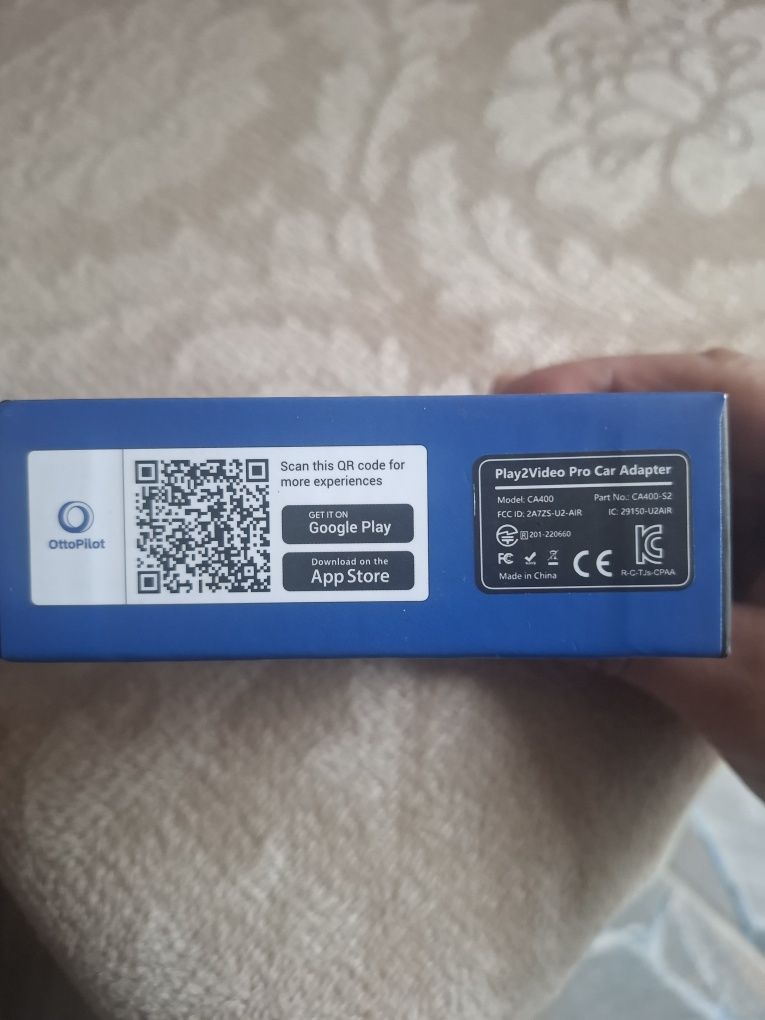 OttoPilot
Scan this QR code for
more experiences
GET IT ON
Google Play
Download on the
App Store
Play2Video Pro Car Adapter
Model: CA400
Part No.: CA400-S2
FCC ID: 2A7ZS-U2-AIR
IC: 29150-U2AIR
R 201-220660
FC
CE
Made in China
R-C-TJs-CPAA